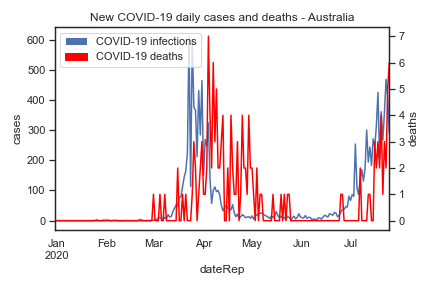 New COVID-19 daily cases and deaths - Australia
COVID-19 infections
COVID-19 deaths
600
500
400
300
200
100
0
cases
7
6
5
4
3
2
1
0
deaths
Jan
2020
Feb
Mar
Apr
May
Jun
Jul
dateRep